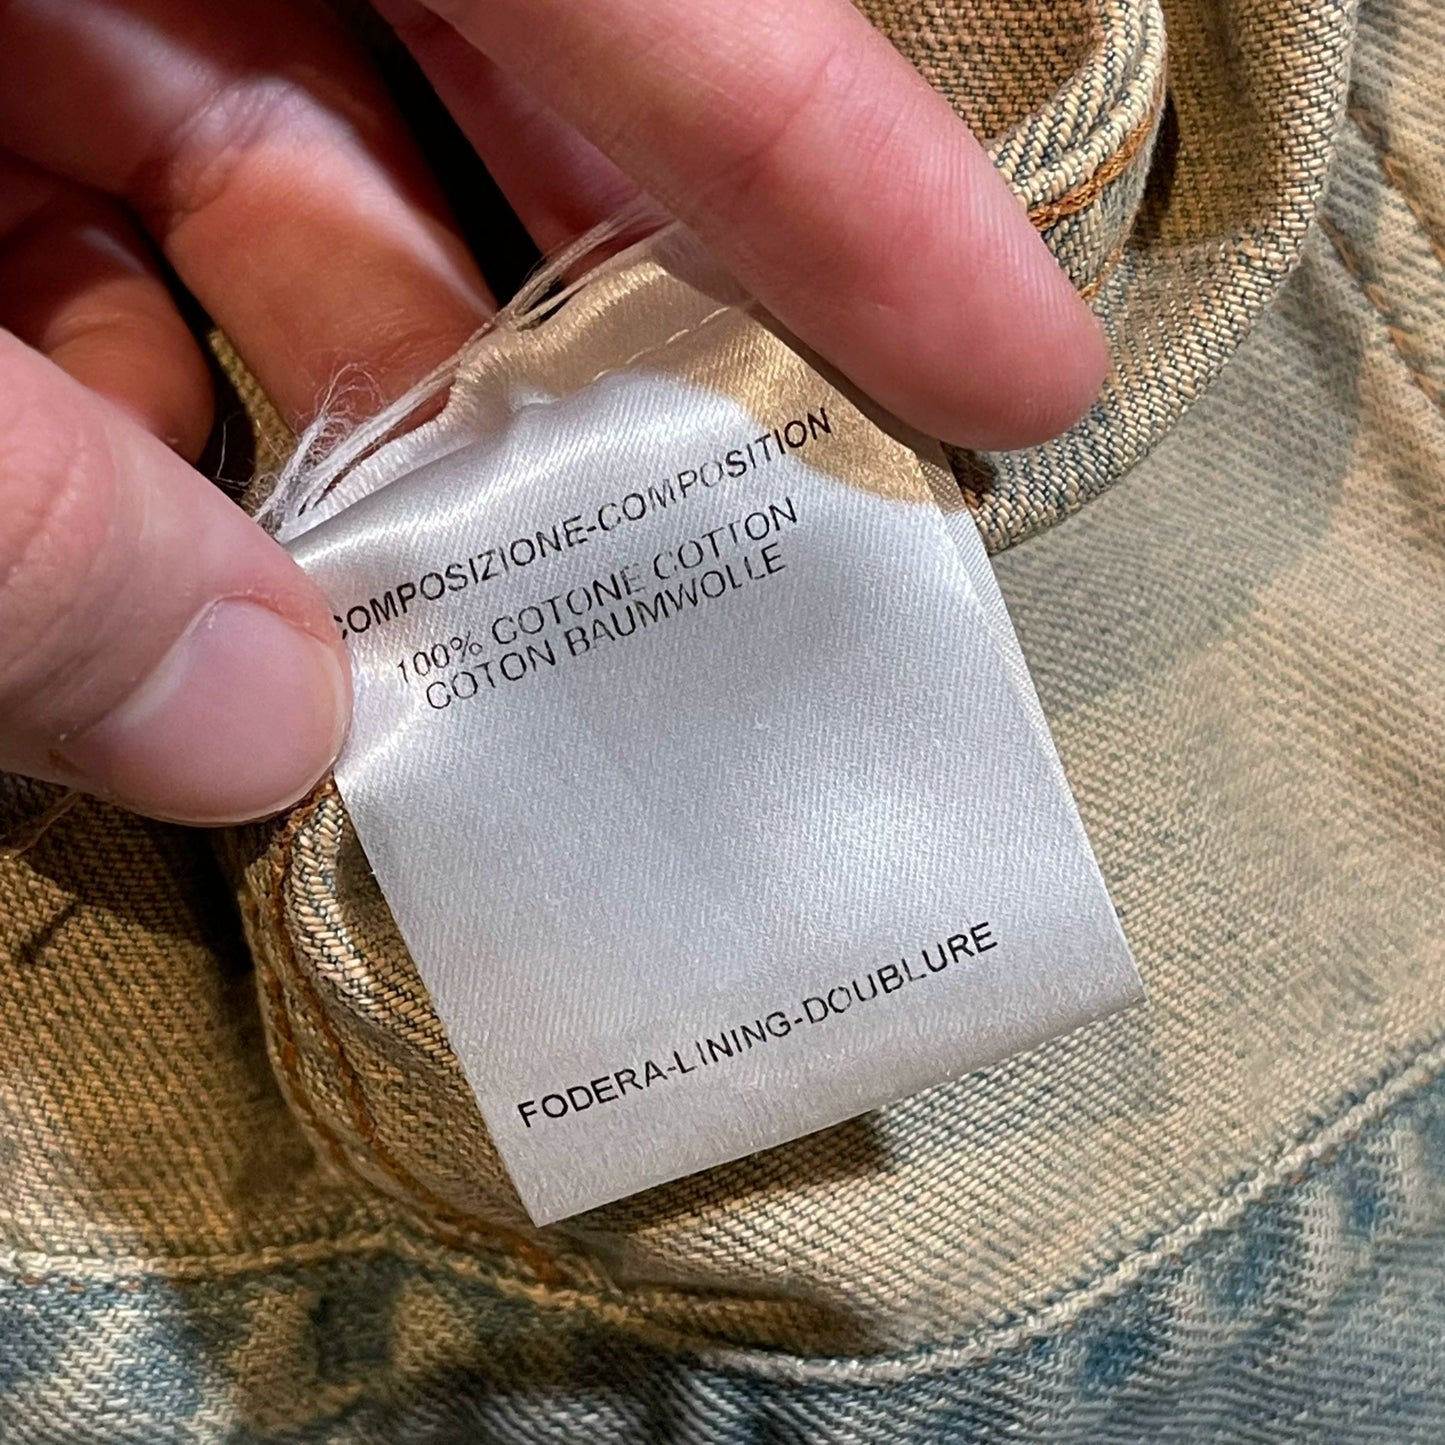 COMPOSIZIONE-COMPOSITION
100% COTONE COTTON
COTON BAUMWOLLE
FODERA-LINING-DOUBLURE